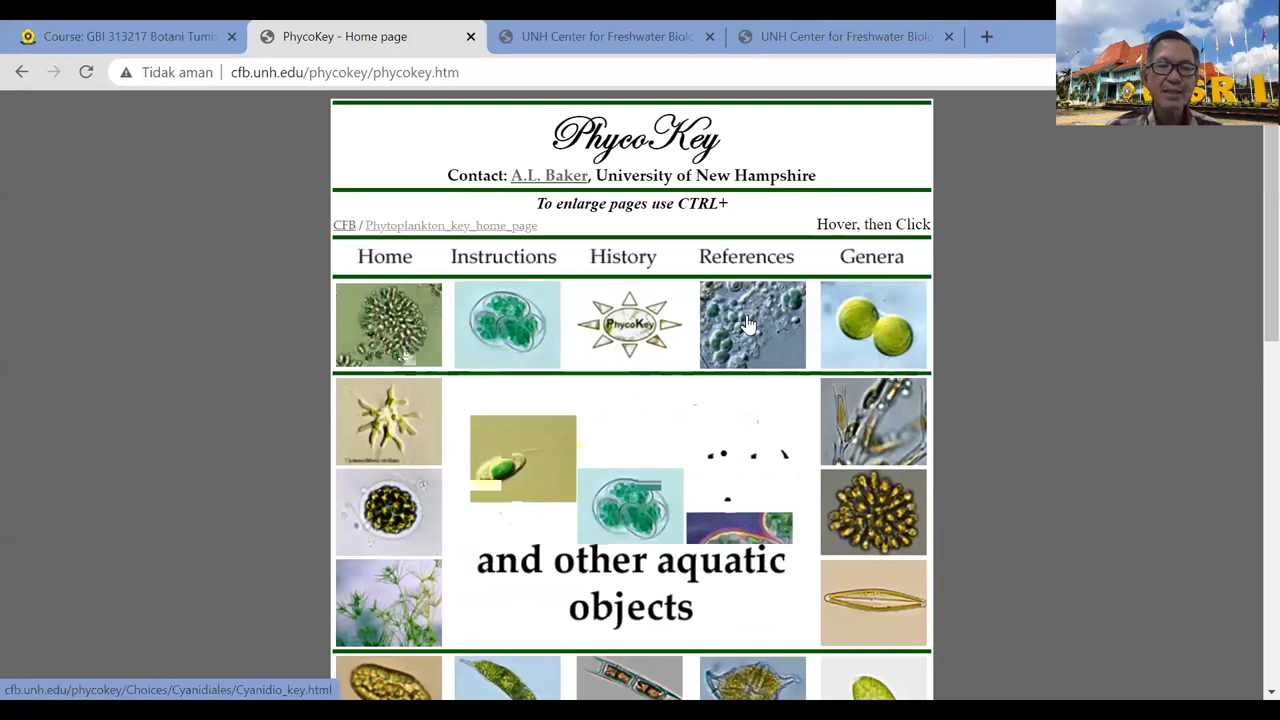 Course: GBI 313217 Botani Tumb
PhycoKey - Home page
UNH Center for Freshwater Biolo
UNH Center for Freshwater Biolo
Tidak aman
cfb.unh.edu/phycokey/phycokey.htm
SRI
PhycoKey
Contact: A.L. Baker, University of New Hampshire
To enlarge pages use CTRL+
CFB / Phytoplankton_key_home_page
Hover, then Click
Home
Instructions
History
References
Genera
PhycoKey
and other aquatic
objects
cfb.unh.edu/phycokey/Choices/Cyanidiales/Cyanidio_key.html